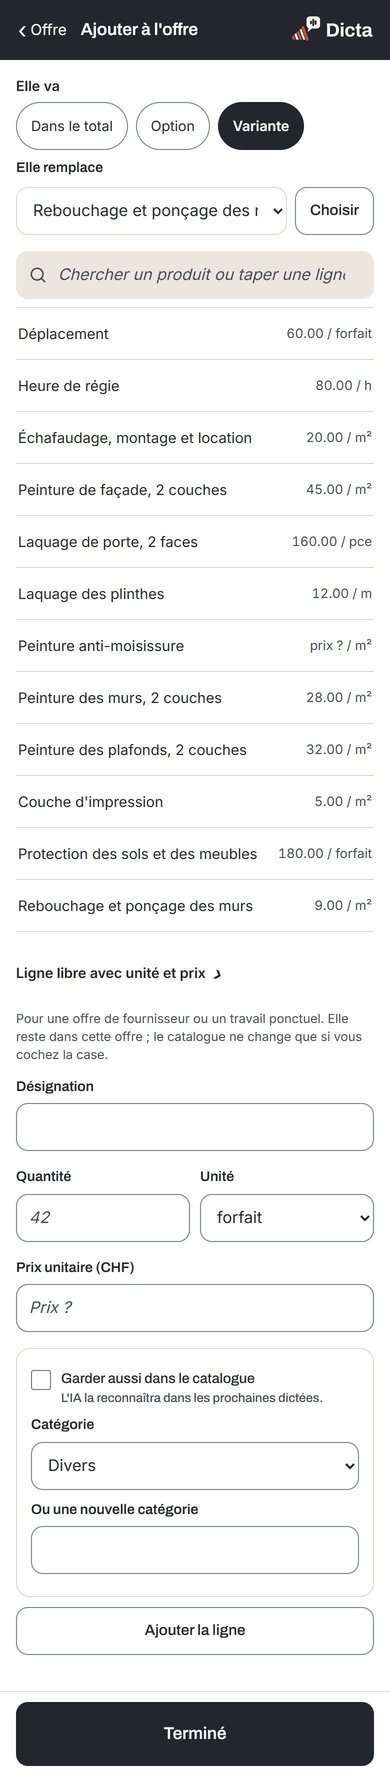 ‹ Offre Ajouter à l'offre Dicta
Elle va
Dans le total Option Variante
Elle remplace
Rebouchage et ponçage des Choisir
Chercher un produit ou taper une ligne
Déplacement 60.00 / forfait
Heure de régie 80.00 / h
Échafaudage, montage et location 20.00 / m²
Peinture de façade, 2 couches 45.00 / m²
Laquage de porte, 2 faces 160.00 / pce
Laquage des plinthes 12.00 / m
Peinture anti-moisissure prix ? / m²
Peinture des murs, 2 couches 28.00 / m²
Peinture des plafonds, 2 couches 32.00 / m²
Couche d'impression 5.00 / m²
Protection des sols et des meubles 180.00 / forfait
Rebouchage et ponçage des murs 9.00 / m²
Ligne libre avec unité et prix
Pour une offre de fournisseur ou un travail ponctuel. Elle
reste dans cette offre ; le catalogue ne change que si vous
cochez la case.
Désignation
Quantité Unité
42 forfait
Prix unitaire (CHF)
Prix ?
Garder aussi dans le catalogue
L'IA la reconnaîtra dans les prochaines dictées.
Catégorie
Divers
Ou une nouvelle catégorie
Ajouter la ligne
Terminé